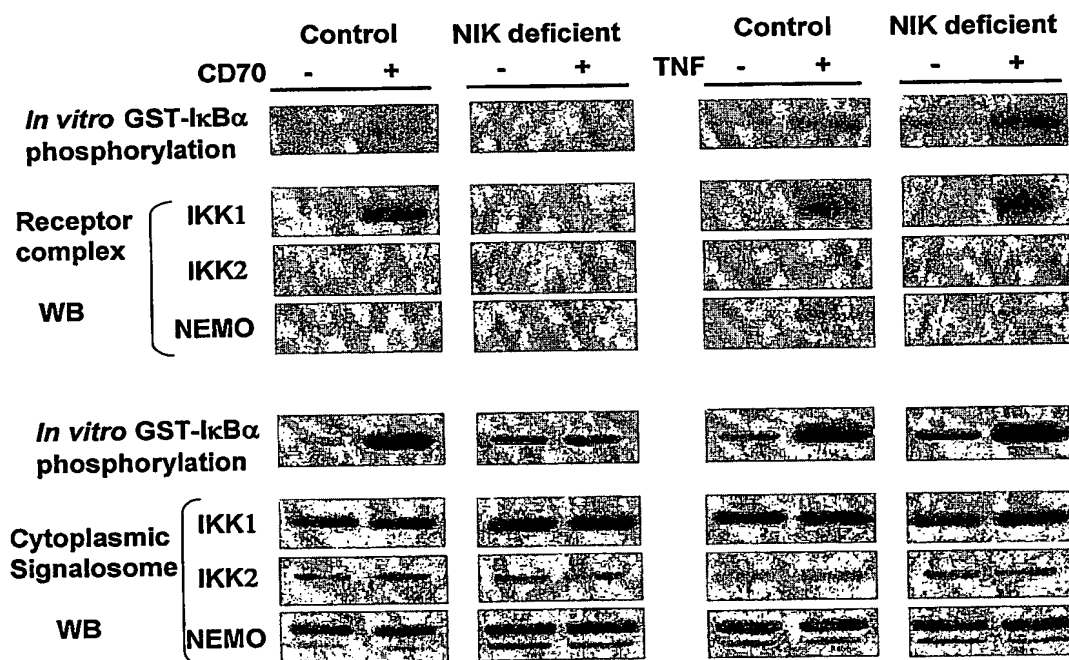 Control NIK deficient Control NIK deficient
CD70 - + - + TNF - + - +
In vitro GST-IκBα
phosphorylation
Receptor
complex
WB
IKK1
IKK2
NEMO
In vitro GST-IκBα
phosphorylation
Cytoplasmic
Signalosome
WB
IKK1
IKK2
NEMO